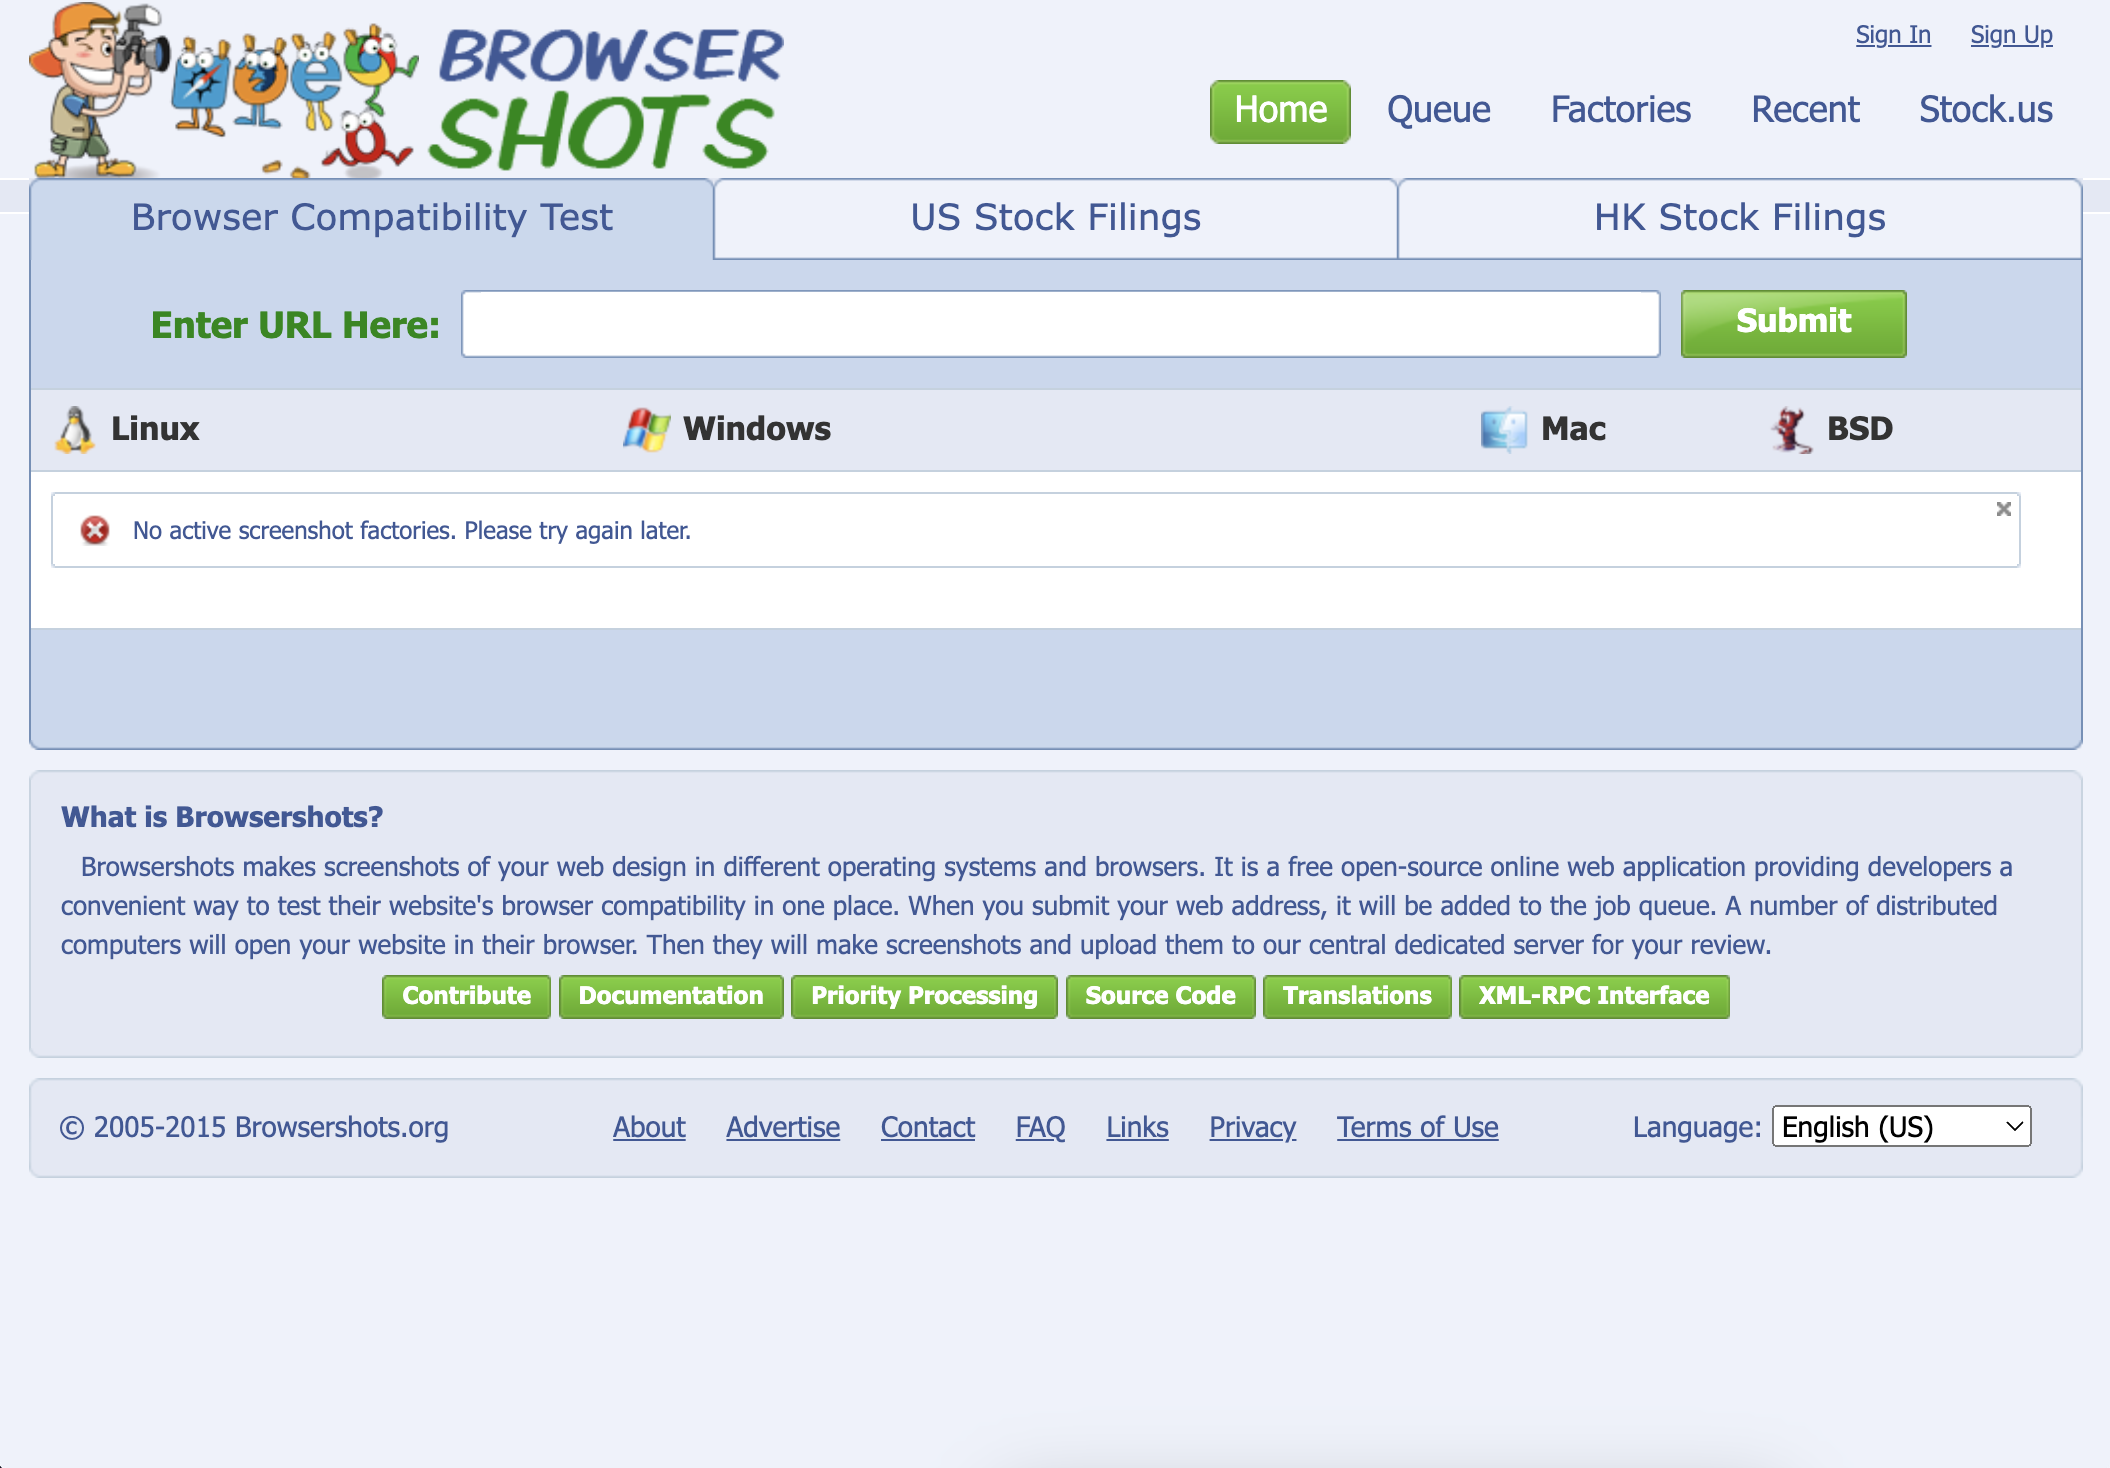 BROWSER
SHOTS
Sign In Sign Up
Home Queue Factories Recent Stock.us
Browser Compatibility Test US Stock Filings HK Stock Filings
Enter URL Here: Submit
Linux Windows Mac BSD
No active screenshot factories. Please try again later.
What is Browsershots?
Browsershots makes screenshots of your web design in different operating systems and browsers. It is a free open-source online web application providing developers a
convenient way to test their website's browser compatibility in one place. When you submit your web address, it will be added to the job queue. A number of distributed
computers will open your website in their browser. Then they will make screenshots and upload them to our central dedicated server for your review.
Contribute Documentation Priority Processing Source Code Translations XML-RPC Interface
© 2005-2015 Browsershots.org About Advertise Contact FAQ Links Privacy Terms of Use Language: English (US)